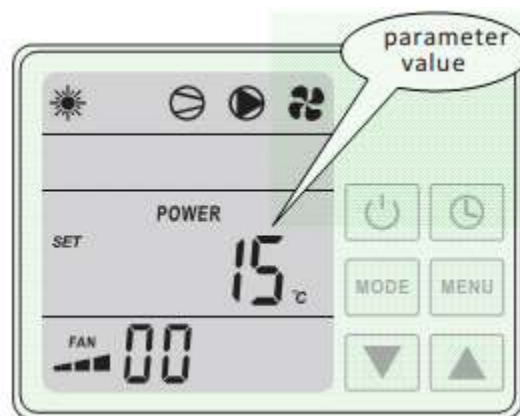 parameter
value
POWER
SET
15 °C
FAN
00
MODE MENU